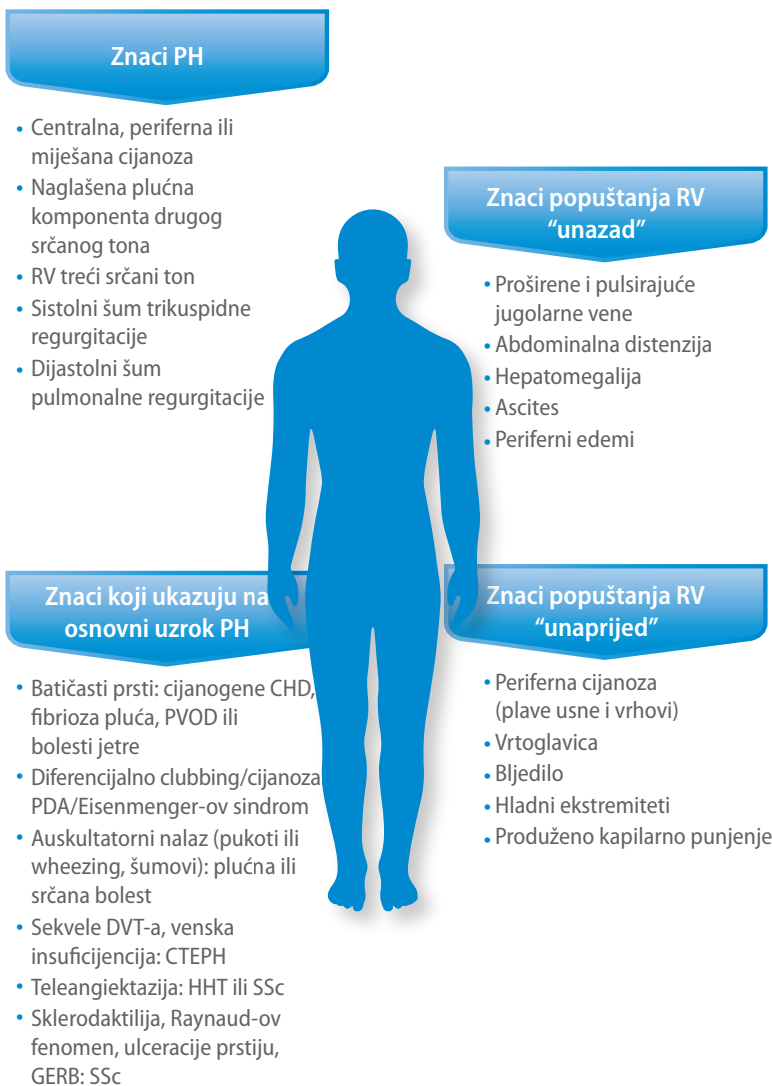 Znaci PH
• Centralna, periferna ili
miješana cijanoza
• Naglašena plućna
komponenta drugog
srčanog tona
• RV treći srčani ton
• Sistolni šum trikuspidne
regurgitacije
• Dijastolni šum
pulmonalne regurgitacije
Znaci popuštanja RV
“unazad”
• Proširene i pulsirajuće
jugolarne vene
• Abdominalna distenzija
• Hepatomegalija
• Ascites
• Periferni edemi
Znaci koji ukazuju na
osnovni uzrok PH
• Batičasti prsti: cijanogene CHD,
fibrioza pluća, PVOD ili
bolesti jetre
• Diferencijalno clubbing/cijanoza
PDA/Eisenmenger-ov sindrom
• Auskultatorni nalaz (pukoti ili
wheezing, šumovi): plućna ili
srčana bolest
• Sekvele DVT-a, venska
insuficijencija: CTEPH
• Teleangiektazija: HHT ili SSc
• Sklerodaktilija, Raynaud-ov
fenomen, ulceracije prstiju,
GERB: SSc
Znaci popuštanja RV
“unaprijed”
• Periferna cijanoza
(plave usne i vrhovi)
• Vrtoglavica
• Bljedilo
• Hladni ekstremiteti
• Produženo kapilarno punjenje